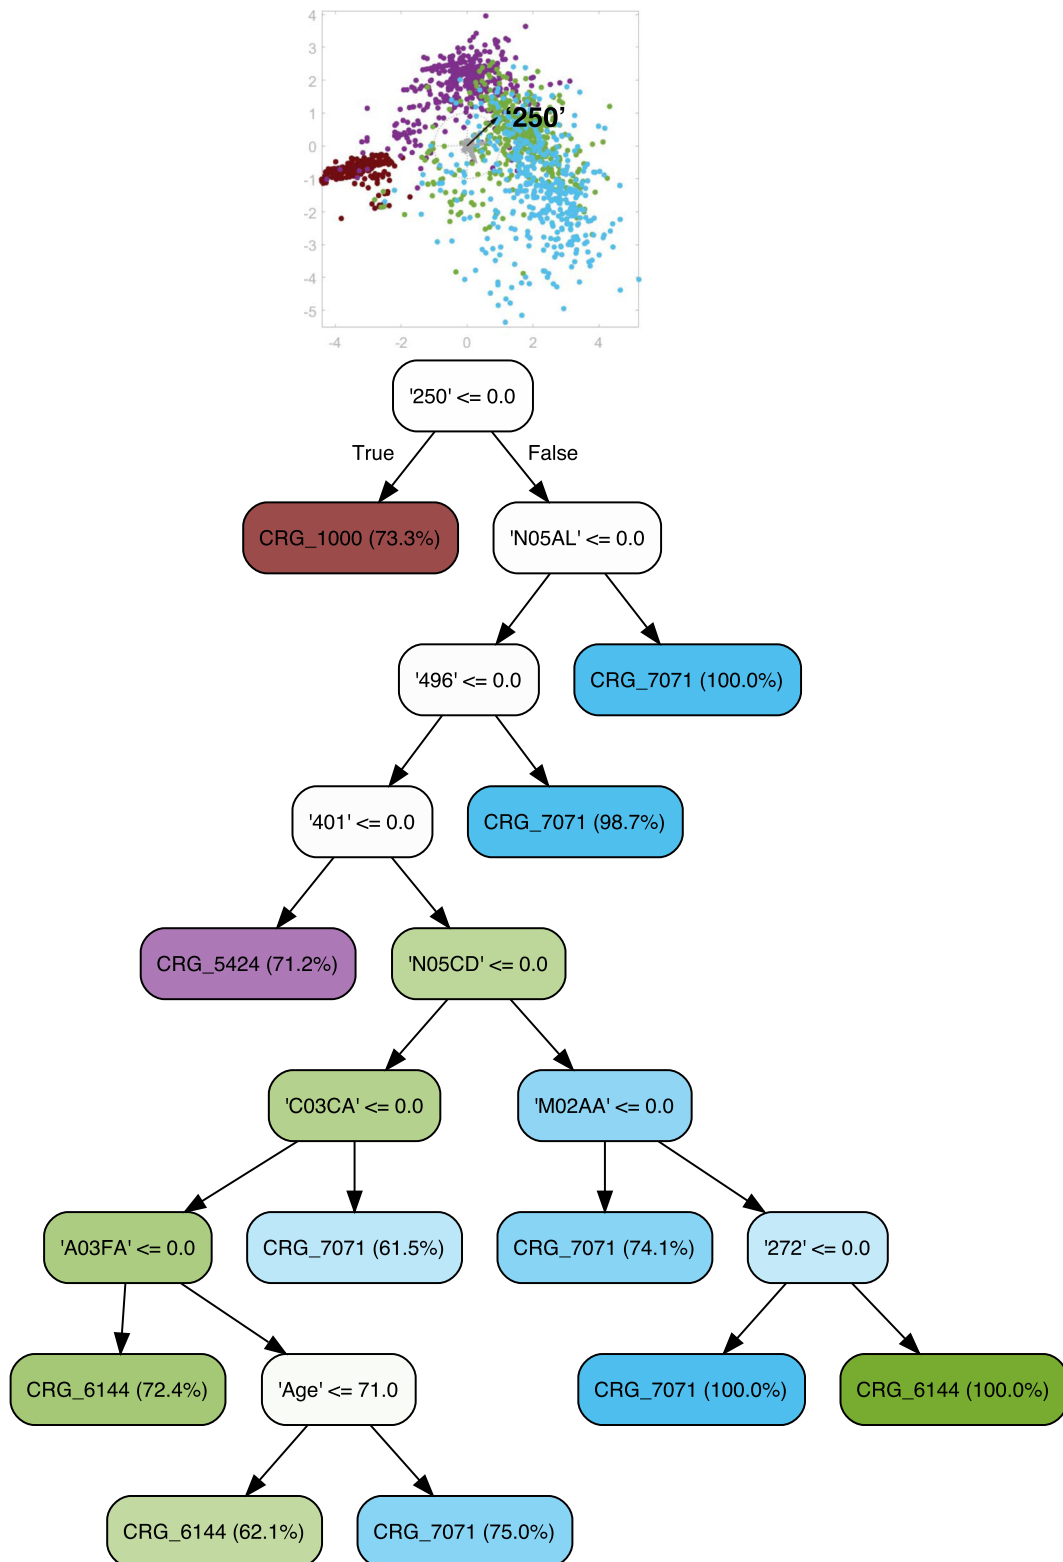 4
3
2
1
0
-1
-2
-3
-4
-5
'250'
-4 -2 0 2 4
'250' <= 0.0
True False
CRG_1000 (73.3%) 'N05AL' <= 0.0
'496' <= 0.0 CRG_7071 (100.0%)
'401' <= 0.0 CRG_7071 (98.7%)
CRG_5424 (71.2%) 'N05CD' <= 0.0
'C03CA' <= 0.0 'M02AA' <= 0.0
'A03FA' <= 0.0 CRG_7071 (61.5%) CRG_7071 (74.1%) '272' <= 0.0
CRG_6144 (72.4%) 'Age' <= 71.0 CRG_7071 (100.0%) CRG_6144 (100.0%)
CRG_6144 (62.1%) CRG_7071 (75.0%)